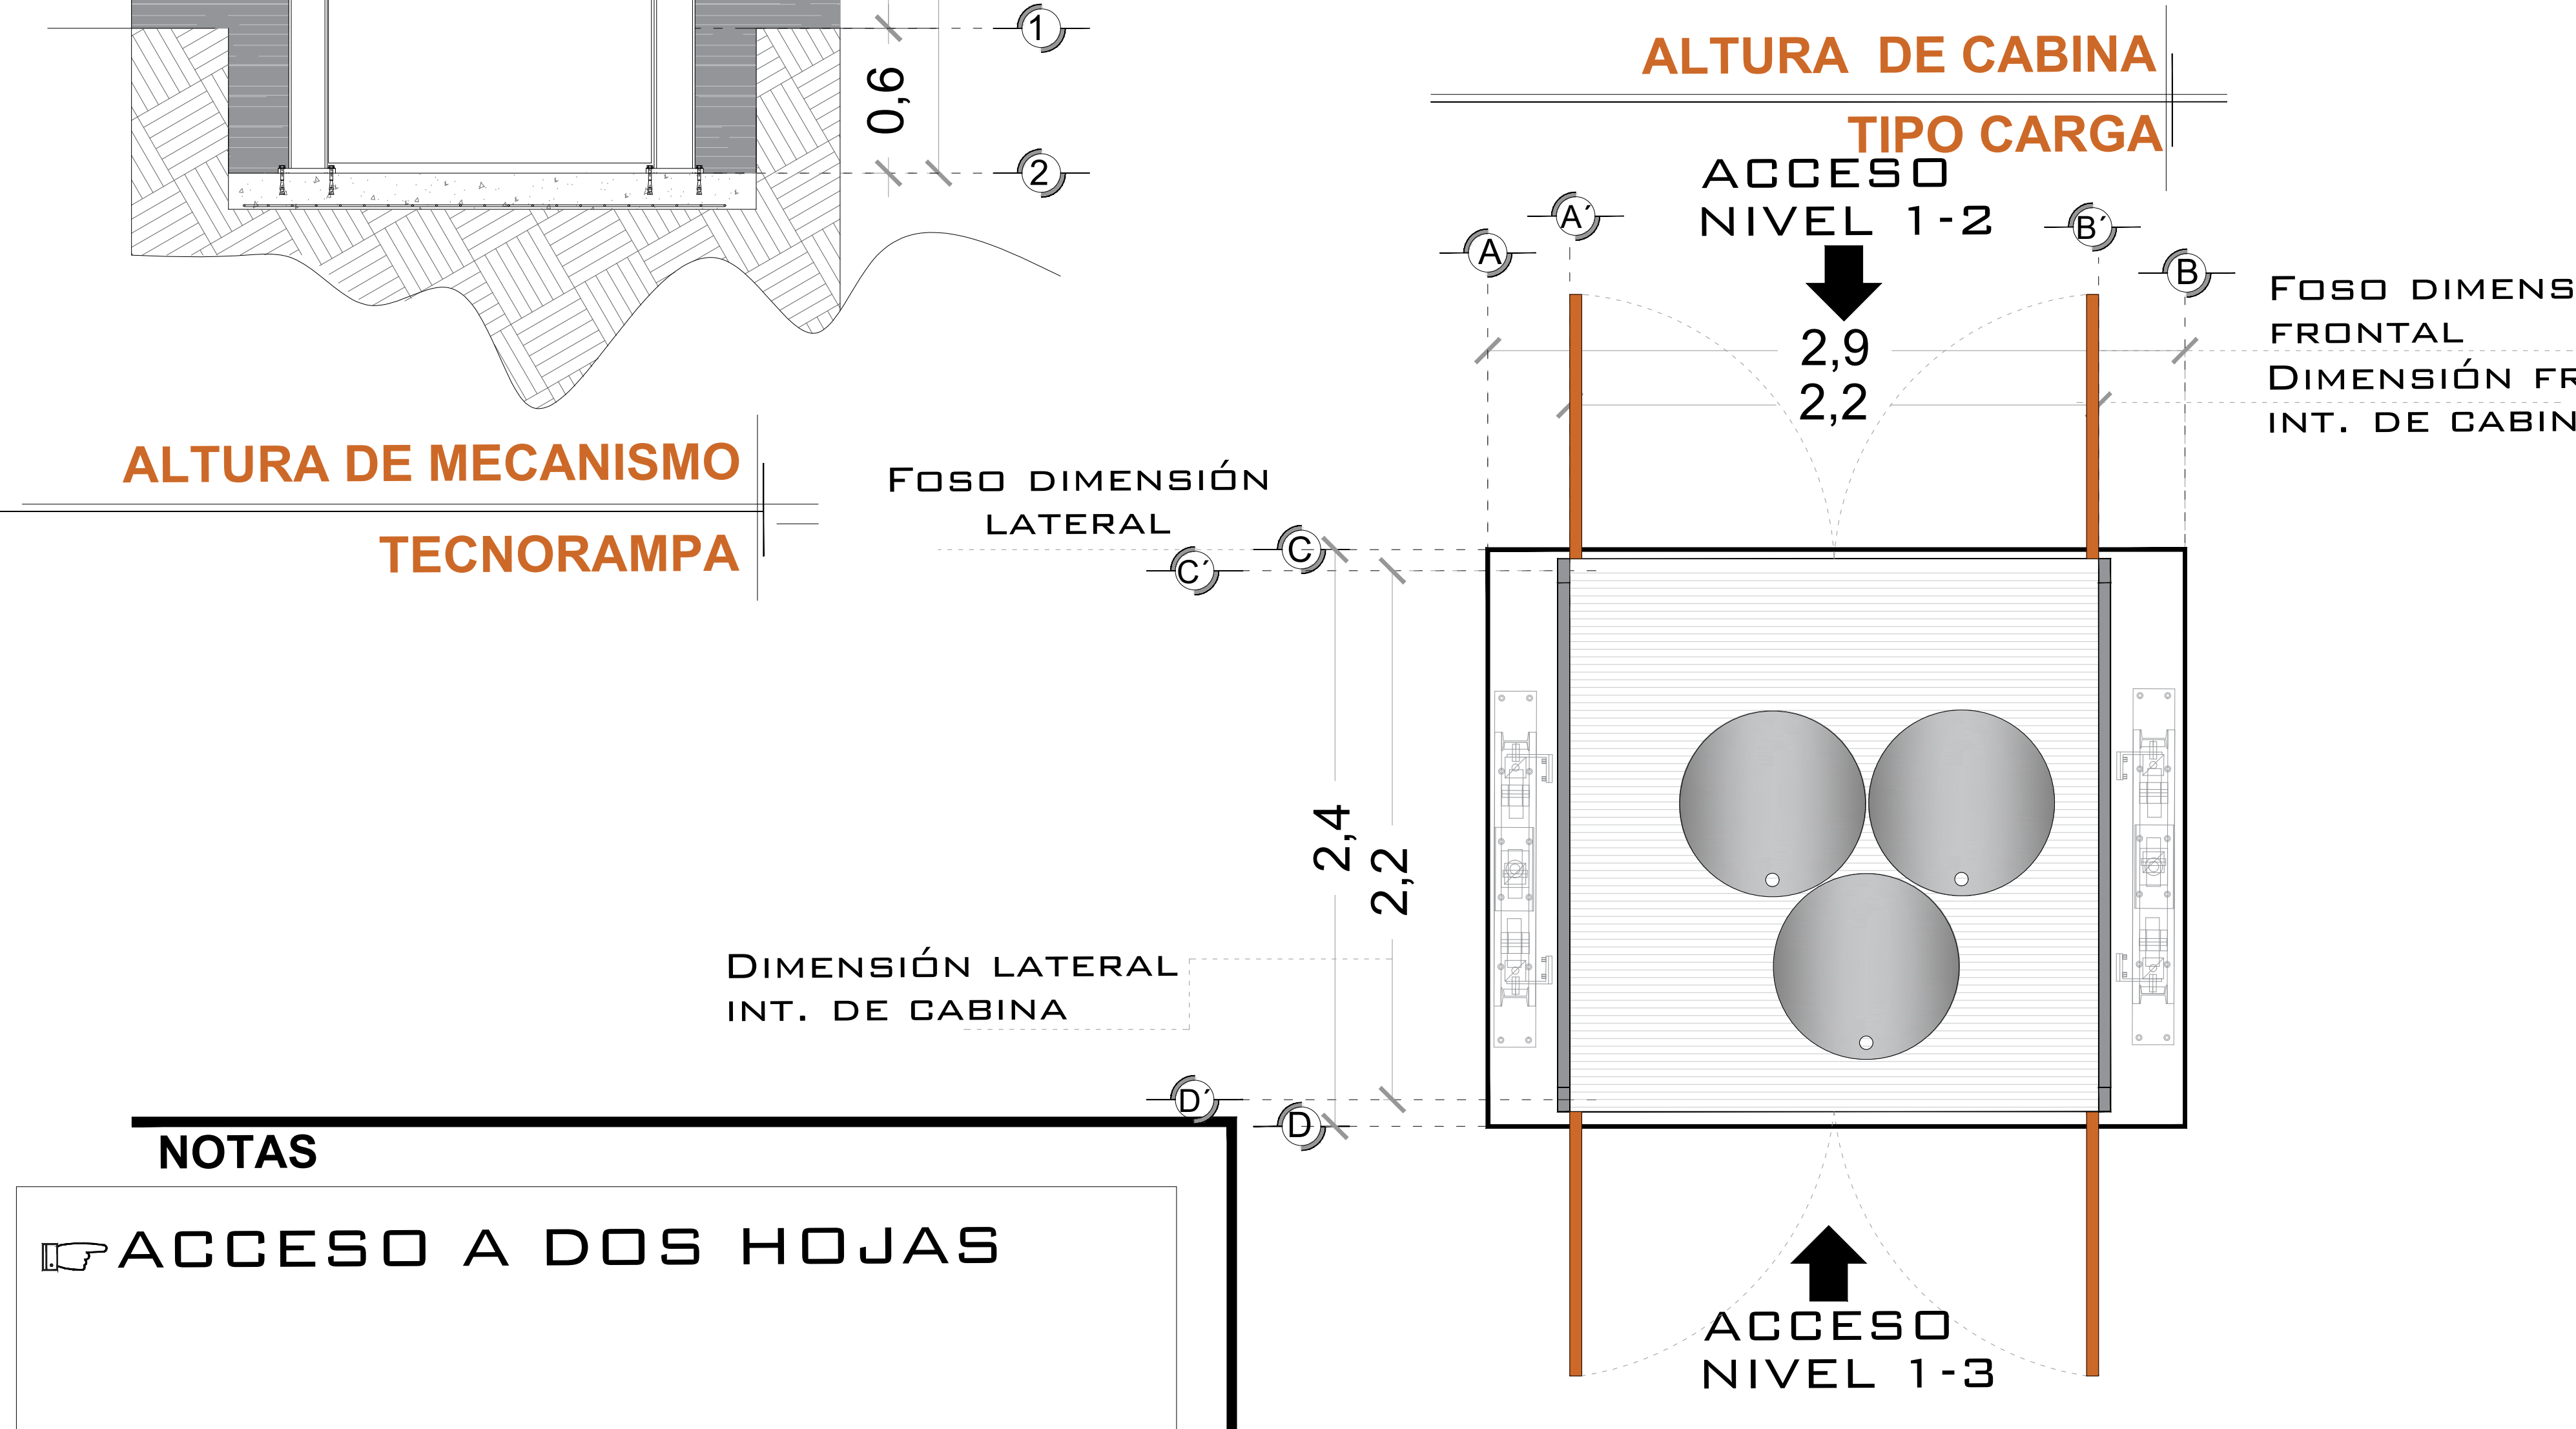 1
0,6
2
ALTURA DE MECANISMO
TECNORAMPA
ALTURA DE CABINA
TIPO CARGA
ACCESO
NIVEL 1-2
A
A´
B´
B
2,9
2,2
FOSO DIMENS
FRONTAL
DIMENSIÓN FR
INT. DE CABIN
FOSO DIMENSIÓN
LATERAL
C
C´
2,4
2,2
DIMENSIÓN LATERAL
INT. DE CABINA
D´
D
ACCESO
NIVEL 1-3
NOTAS
☞ACCESO A DOS HOJAS